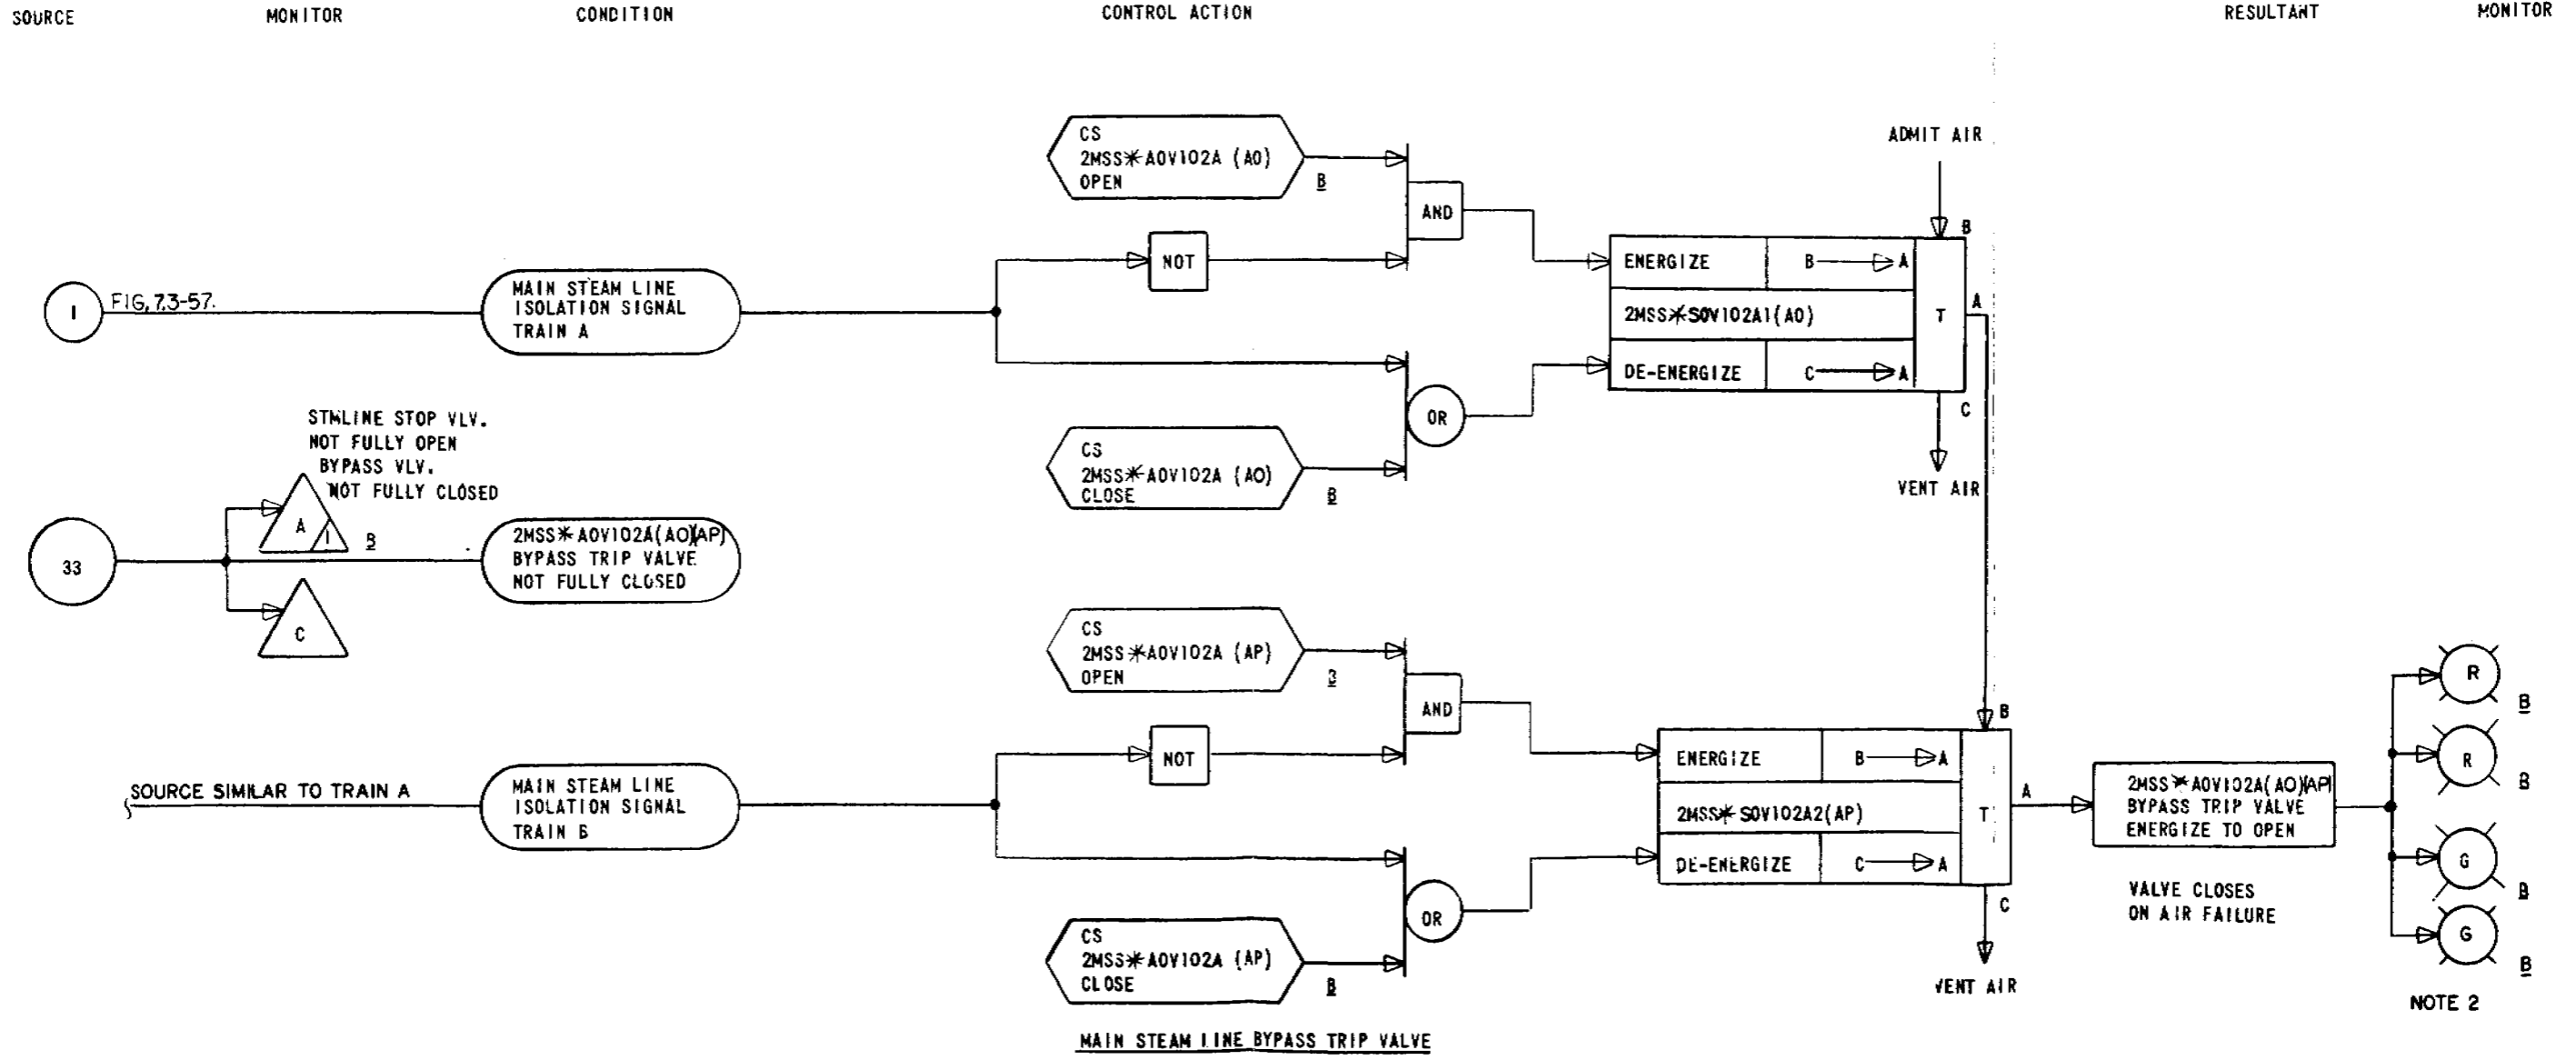 SOURCE MONITOR CONDITION CONTROL ACTION RESULTANT MONITOR
CS
2MSS*AOV102A (AO)
OPEN
B
AND
NOT
ADMIT AIR
B
1
FIG, 7.3-57.
MAIN STEAM LINE
ISOLATION SIGNAL
TRAIN A
ENERGIZE B A
2MSS*SOV102A1(AO)
DE-ENERGIZE C A
T
A
C
VENT AIR
OR
CS
2MSS*AOV102A (AO)
CLOSE
B
STMLINE STOP VLV.
NOT FULLY OPEN
BYPASS VLV.
NOT FULLY CLOSED
A
1
B
33
C
2MSS*AOV102A(AO)(AP)
BYPASS TRIP VALVE
NOT FULLY CLOSED
CS
2MSS*AOV102A (AP)
OPEN
B
AND
NOT
SOURCE SIMILAR TO TRAIN A
MAIN STEAM LINE
ISOLATION SIGNAL
TRAIN B
B
ENERGIZE B A
2MSS*SOV102A2(AP)
DE-ENERGIZE C A
T
A
C
VENT AIR
OR
CS
2MSS*AOV102A (AP)
CLOSE
B
2MSS*AOV102A(AO)(AP)
BYPASS TRIP VALVE
ENERGIZE TO OPEN
VALVE CLOSES
ON AIR FAILURE
R
B
R
B
G
B
G
B
NOTE 2
MAIN STEAM LINE BYPASS TRIP VALVE